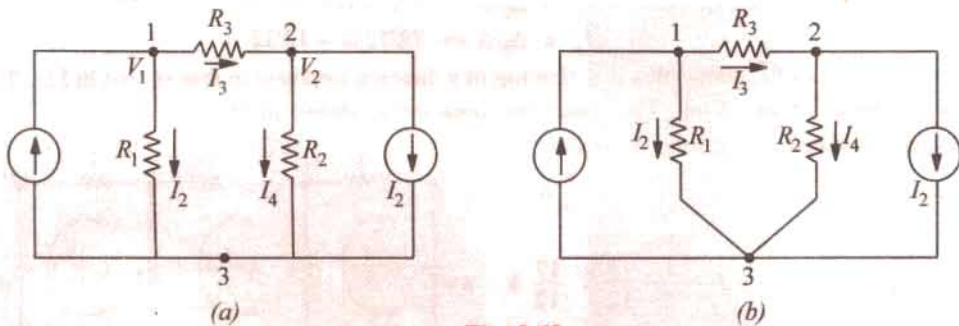 1 R3 2
V1 I3 V2
R1 I2 I4 R2 I2
3
(a)
1 R3 2
I3
I2 R1 R2 I4 I2
3
(b)